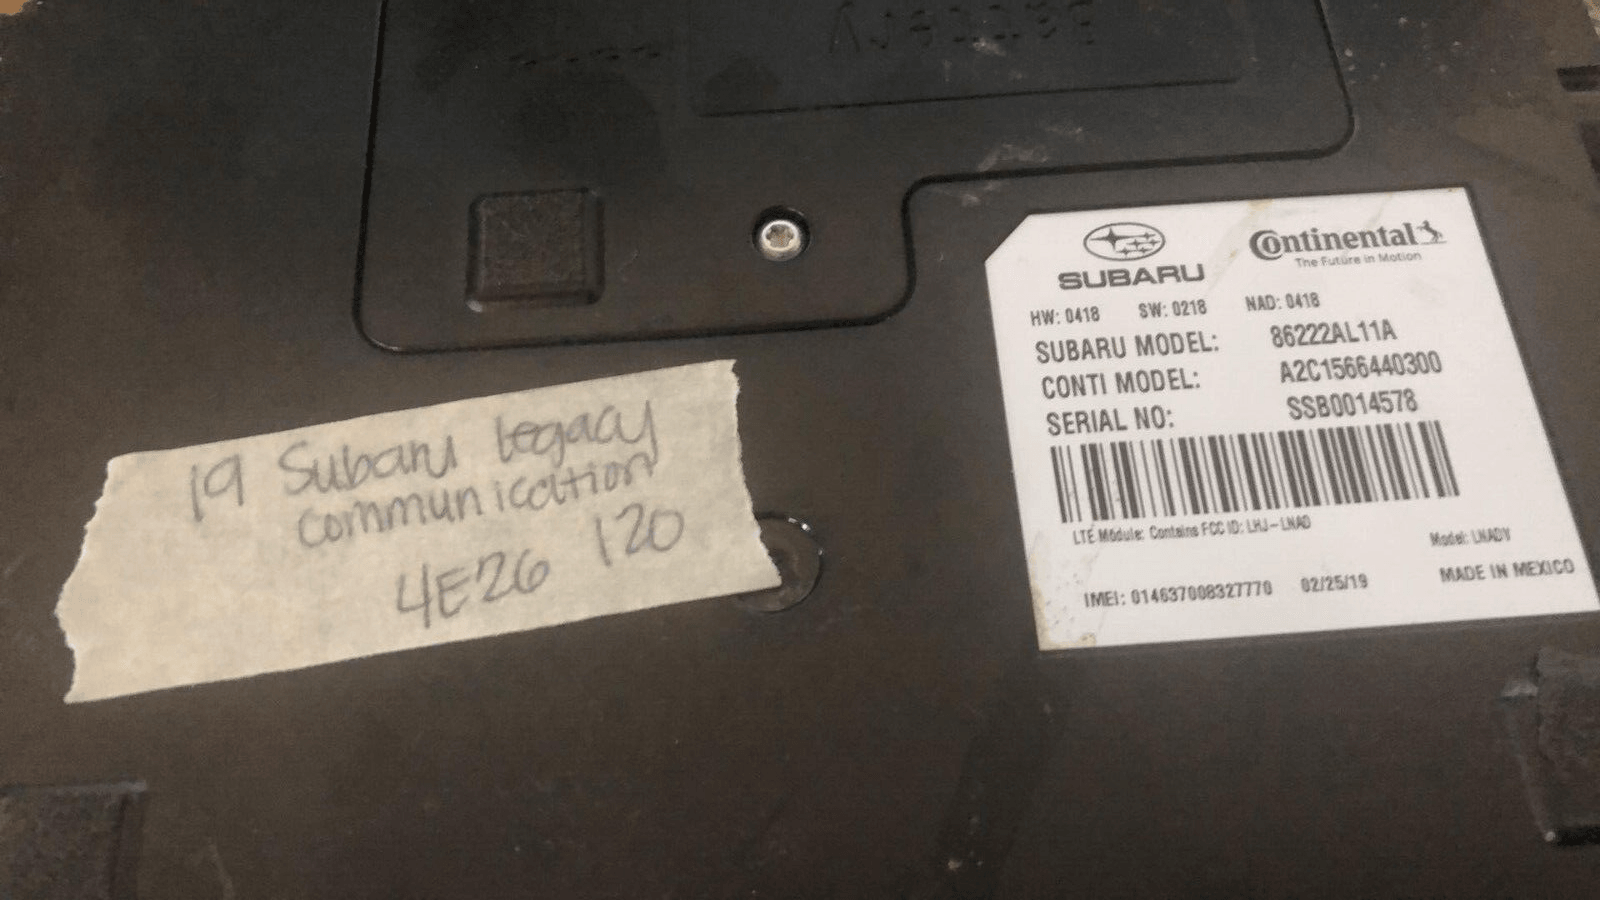 19 Subaru Legacy
communication
4E26 120
SUBARU
Continental
The Future in Motion
HW: 0418 SW: 0218 NAD: 0418
SUBARU MODEL: 86222AL11A
CONTI MODEL: A2C1566440300
SERIAL NO: SSB0014578
LTE Module: Contains FCC ID: LHJ-LNAD
Model: LNADV
IMEI: 014637008327770 02/25/19 MADE IN MEXICO